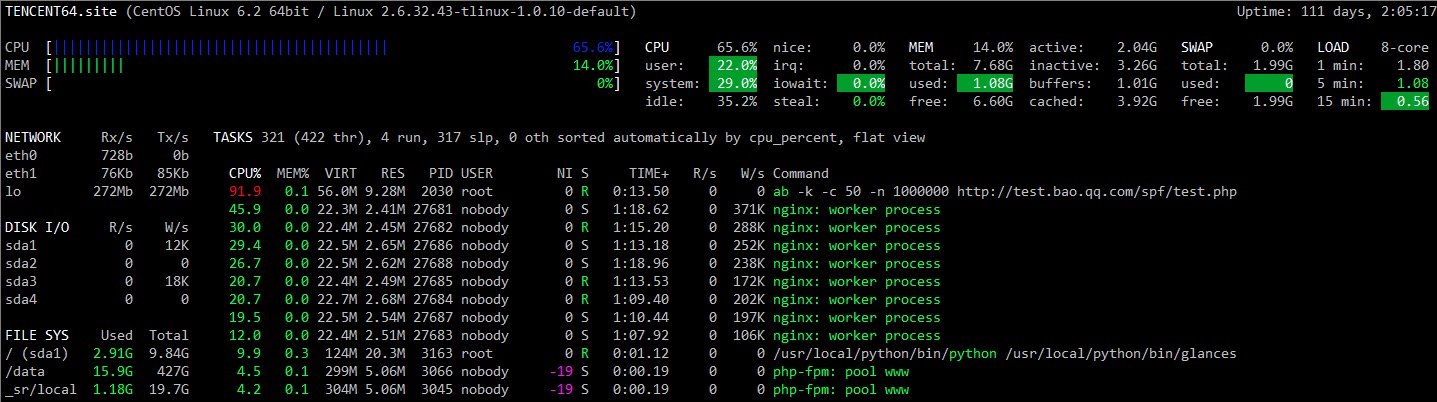 TENCENT64.site (CentOS Linux 6.2 64bit / Linux 2.6.32.43-tlinux-1.0.10-default) Uptime: 111 days, 2:05:17
CPU [|||||||||||||||||||||||||||||||||||||||||| 65.6%] CPU 65.6% nice: 0.0% MEM 14.0% active: 2.04G SWAP 0.0% LOAD 8-core
MEM [||||||||| 14.0%] user: 22.0% irq: 0.0% total: 7.68G inactive: 3.26G total: 1.99G 1 min: 1.80
SWAP [ 0%] system: 29.0% iowait: 0.0% used: 1.08G buffers: 1.01G used: 0 5 min: 1.08
idle: 35.2% steal: 0.0% free: 6.60G cached: 3.92G free: 1.99G 15 min: 0.56
NETWORK Rx/s Tx/s TASKS 321 (422 thr), 4 run, 317 slp, 0 oth sorted automatically by cpu_percent, flat view
eth0 728b 0b
eth1 76Kb 85Kb CPU% MEM% VIRT RES PID USER NI S TIME+ R/s W/s Command
lo 272Mb 272Mb 91.9 0.1 56.0M 9.28M 2030 root 0 R 0:13.50 0 0 ab -k -c 50 -n 1000000 http://test.bao.qq.com/spf/test.php
45.9 0.0 22.3M 2.41M 27681 nobody 0 S 1:18.62 0 371K nginx: worker process
DISK I/O R/s W/s 30.0 0.0 22.4M 2.45M 27682 nobody 0 R 1:15.20 0 288K nginx: worker process
sda1 0 12K 29.4 0.0 22.5M 2.65M 27686 nobody 0 S 1:13.18 0 252K nginx: worker process
sda2 0 0 26.7 0.0 22.5M 2.62M 27688 nobody 0 S 1:18.96 0 238K nginx: worker process
sda3 0 18K 20.7 0.0 22.4M 2.49M 27685 nobody 0 R 1:13.53 0 172K nginx: worker process
sda4 0 0 20.7 0.0 22.7M 2.68M 27684 nobody 0 R 1:09.40 0 202K nginx: worker process
19.5 0.0 22.5M 2.54M 27687 nobody 0 S 1:10.44 0 197K nginx: worker process
FILE SYS Used Total 12.0 0.0 22.4M 2.51M 27683 nobody 0 S 1:07.92 0 106K nginx: worker process
/ (sda1) 2.91G 9.84G 9.9 0.3 124M 20.3M 3163 root 0 R 0:01.12 0 0 /usr/local/python/bin/python /usr/local/python/bin/glances
/data 15.9G 427G 4.5 0.1 299M 5.06M 3066 nobody -19 S 0:00.19 0 0 php-fpm: pool www
_sr/local 1.18G 19.7G 4.2 0.1 304M 5.06M 3045 nobody -19 S 0:00.19 0 0 php-fpm: pool www